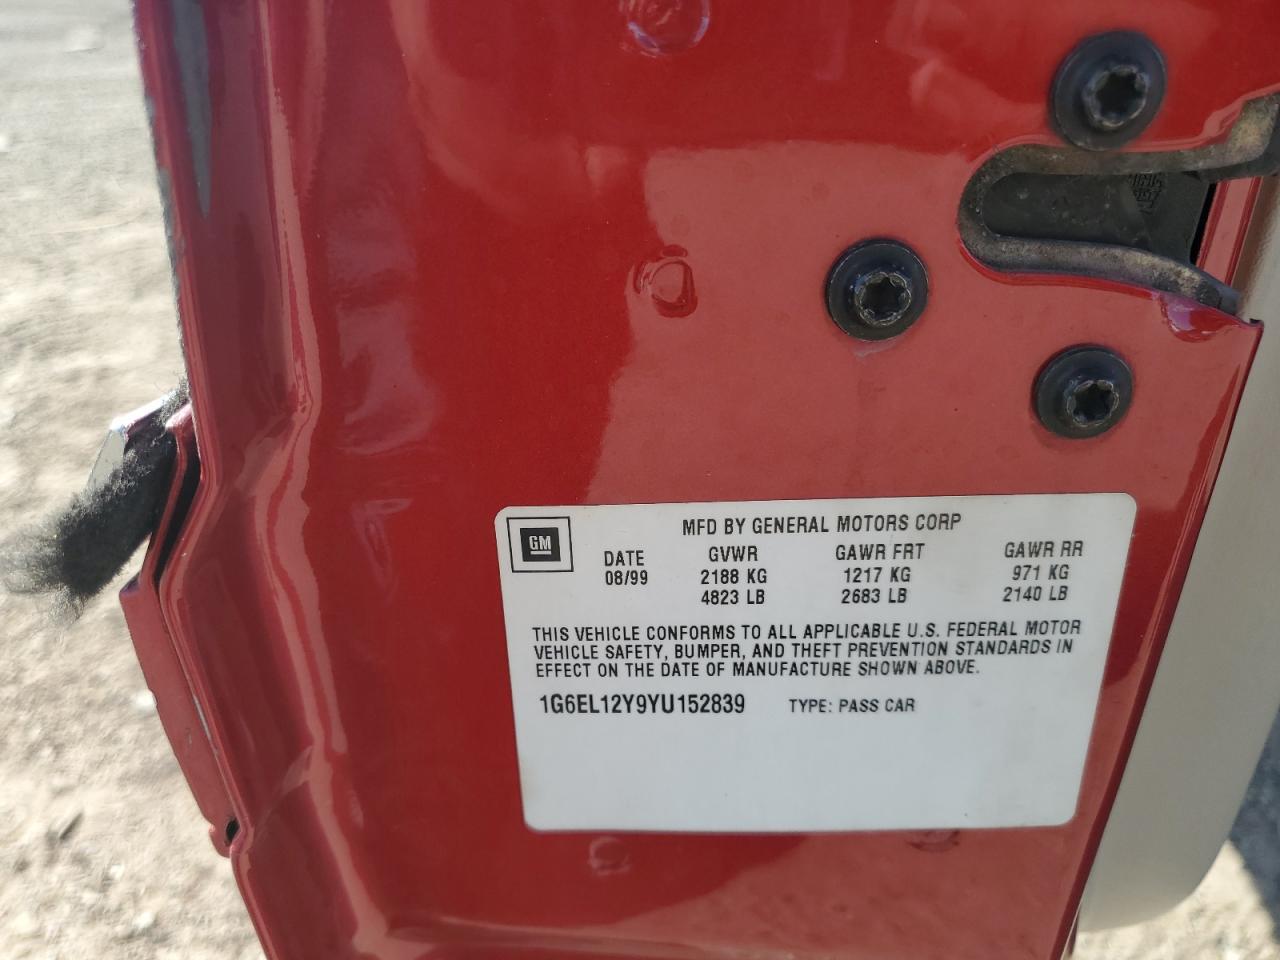 MFD BY GENERAL MOTORS CORP
GM
DATE GVWR GAWR FRT GAWR RR
08/99 2188 KG 1217 KG 971 KG
4823 LB 2683 LB 2140 LB
THIS VEHICLE CONFORMS TO ALL APPLICABLE U.S. FEDERAL MOTOR
VEHICLE SAFETY, BUMPER, AND THEFT PREVENTION STANDARDS IN
EFFECT ON THE DATE OF MANUFACTURE SHOWN ABOVE.
1G6EL12Y9YU152839 TYPE: PASS CAR